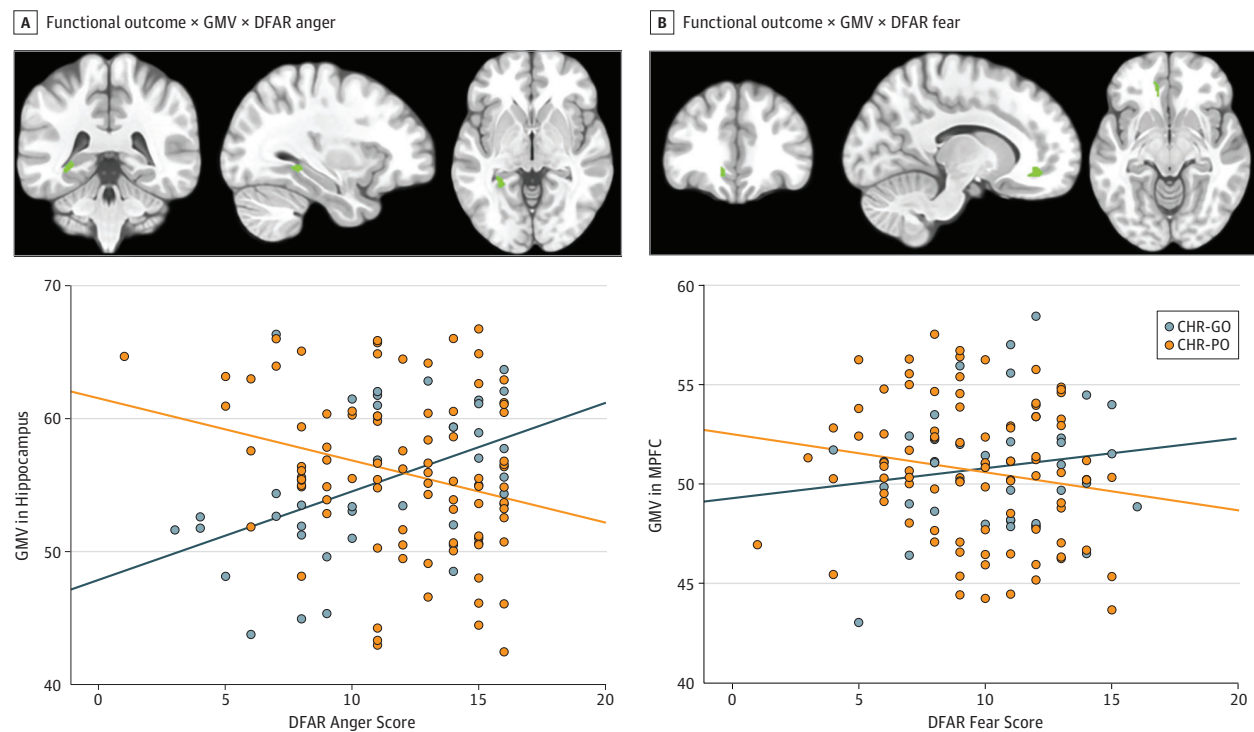 A Functional outcome × GMV × DFAR anger
70
60
50
40
GMV in Hippocampus
0 5 10 15 20
DFAR Anger Score
B Functional outcome × GMV × DFAR fear
60
55
50
45
40
GMV in MPFC
CHR-GO
CHR-PO
0 5 10 15 20
DFAR Fear Score